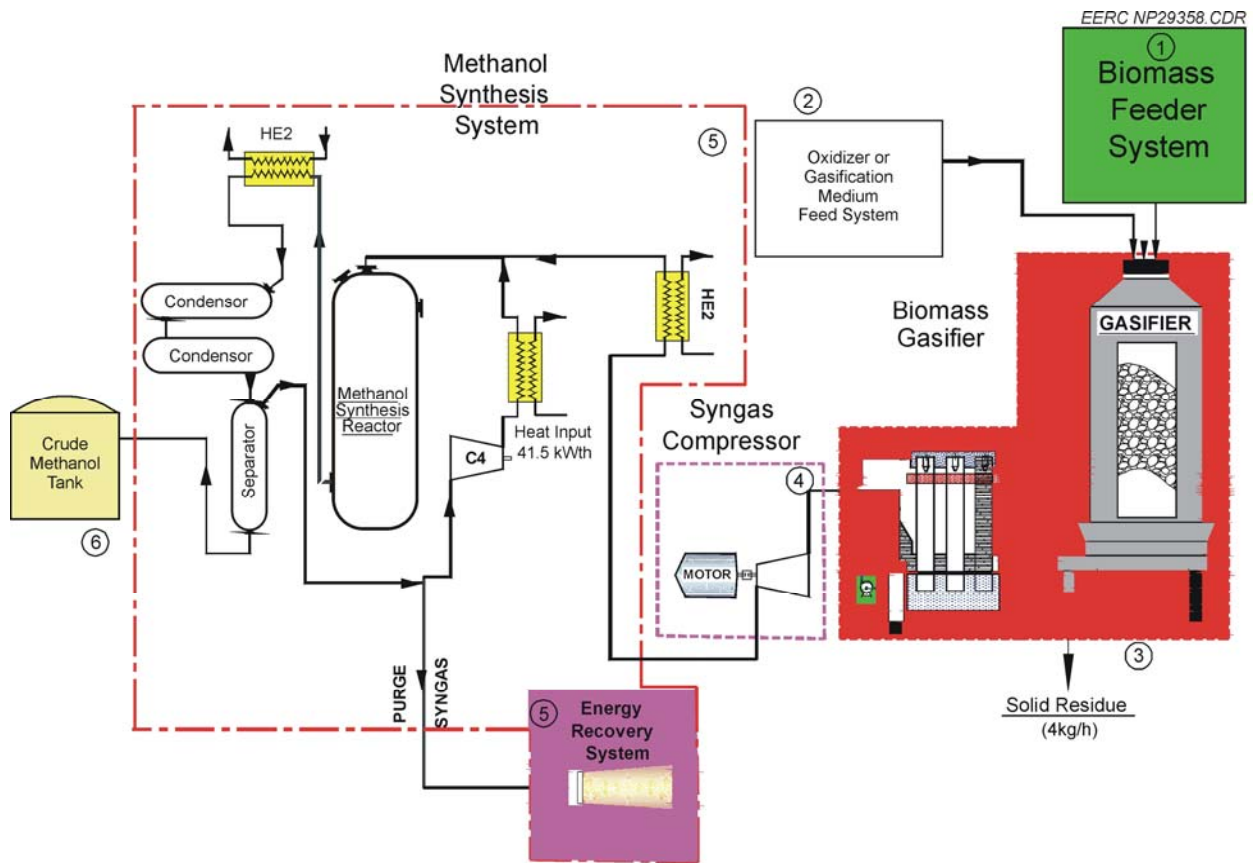 EERC NP29358.CDR
1
Biomass
Feeder
System
Methanol
Synthesis
System
2
5
HE2
Oxidizer or
Gasification
Medium
Feed System
HE2
Biomass
Gasifier
GASIFIER
Condensor
Condensor
Methanol
Synthesis
Reactor
Separator
C4
Heat Input
41.5 kWth
Syngas
Compressor
4
Crude
Methanol
Tank
6
MOTOR
3
Solid Residue
(4kg/h)
PURGE
SYNGAS
5
Energy
Recovery
System